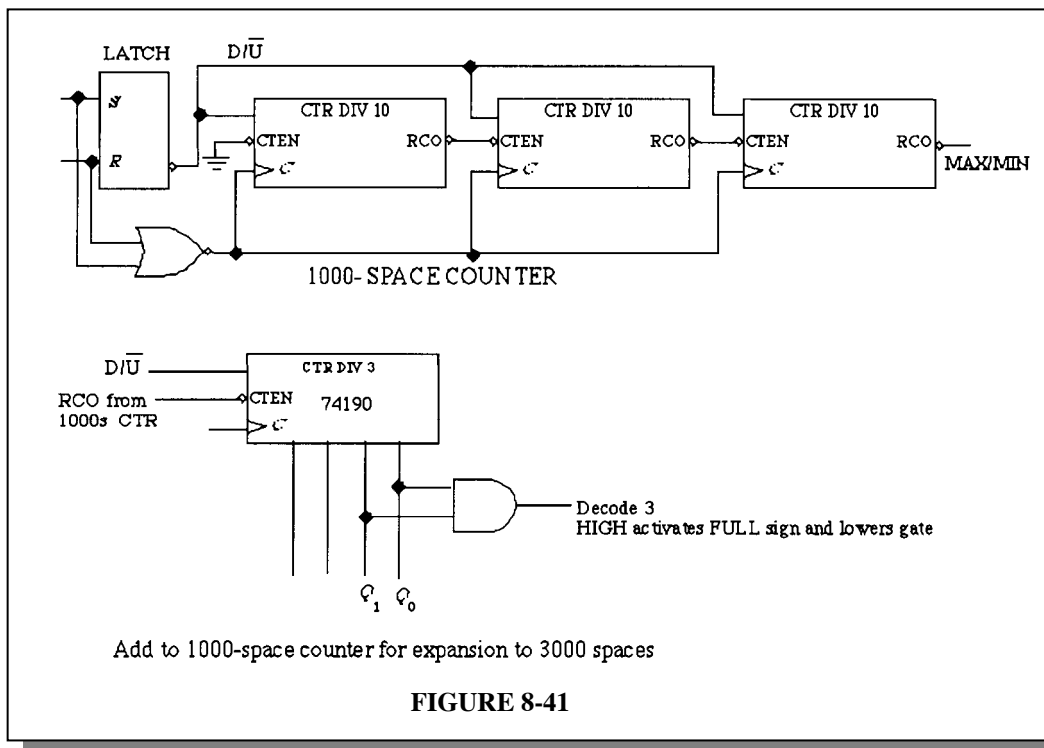 LATCH
D/U̅
S
R
CTR DIV 10
CTEN
RCO
C
CTR DIV 10
CTEN
RCO
C
CTR DIV 10
CTEN
RCO
C
MAX/MIN
1000- SPACE COUNTER
D/U̅
RCO from
1000s CTR
CTR DIV 3
CTEN
74190
C
Decode 3
HIGH activates FULL sign and lowers gate
Q1 Q0
Add to 1000-space counter for expansion to 3000 spaces
FIGURE 8-41